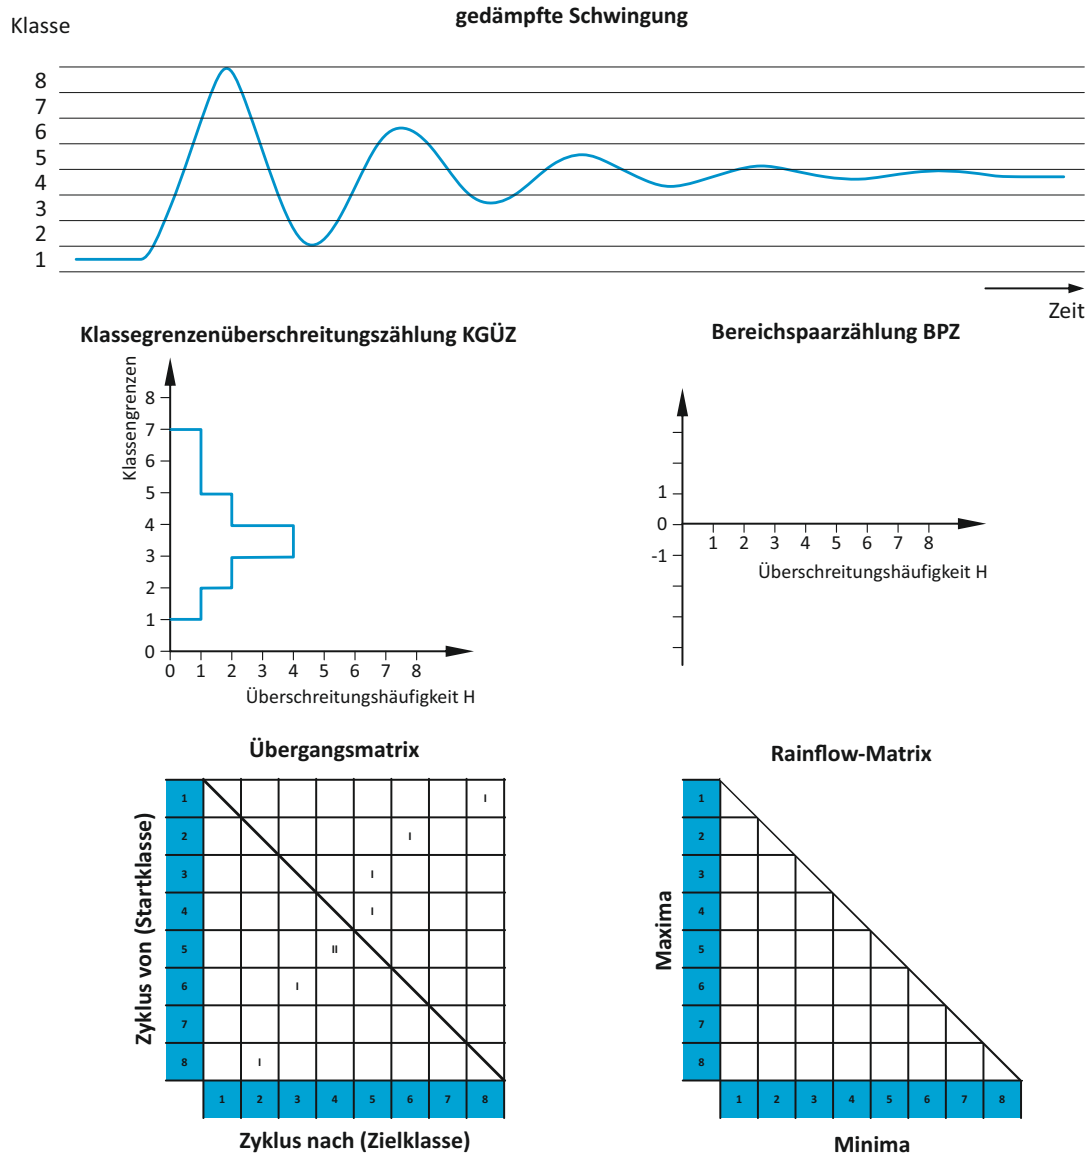 gedämpfte Schwingung
Klasse
8
7
6
5
4
3
2
1
Zeit
Klassegrenzenüberschreitungszählung KGÜZ
Klassengrenzen
8
7
6
5
4
3
2
1
0
0 1 2 3 4 5 6 7 8
Überschreitungshäufigkeit H
Bereichspaarzählung BPZ
1
0
-1
1 2 3 4 5 6 7 8
Überschreitungshäufigkeit H
Übergangsmatrix
Zyklus von (Startklasse)
1 I
2 I
3 I
4 I
5 II
6 I
7
8 I
1 2 3 4 5 6 7 8
Zyklus nach (Zielklasse)
Rainflow-Matrix
Maxima
1
2
3
4
5
6
7
8
1 2 3 4 5 6 7 8
Minima